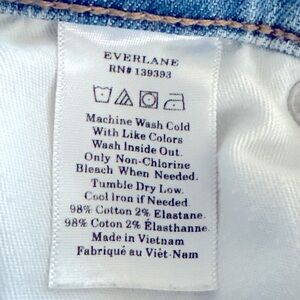 EVERLANE
RN# 139393
Machine Wash Cold
With Like Colors
Wash Inside Out.
Only Non-Chlorine
Bleach When Needed.
Tumble Dry Low.
Cool Iron if Needed.
98% Cotton 2% Elastane.
98% Coton 2% Élasthanne.
Made in Vietnam
Fabriqué au Viêt-Nam